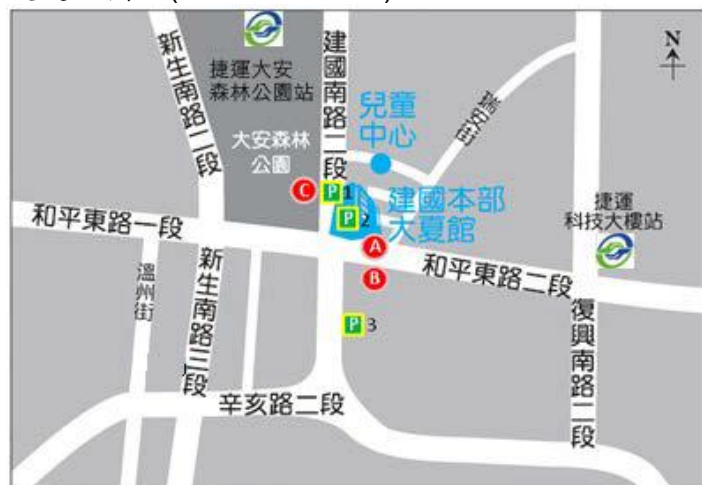 捷運大安
森林公園站
新生南路二段
建國南路二段
N
兒童
中心
瑞安街
大安森林
公園
C
P1
P2
建國本部
大夏館
捷運
科技大樓站
和平東路一段
A
B
和平東路二段
溫州街
新生南路三段
P3
復興南路二段
辛亥路二段